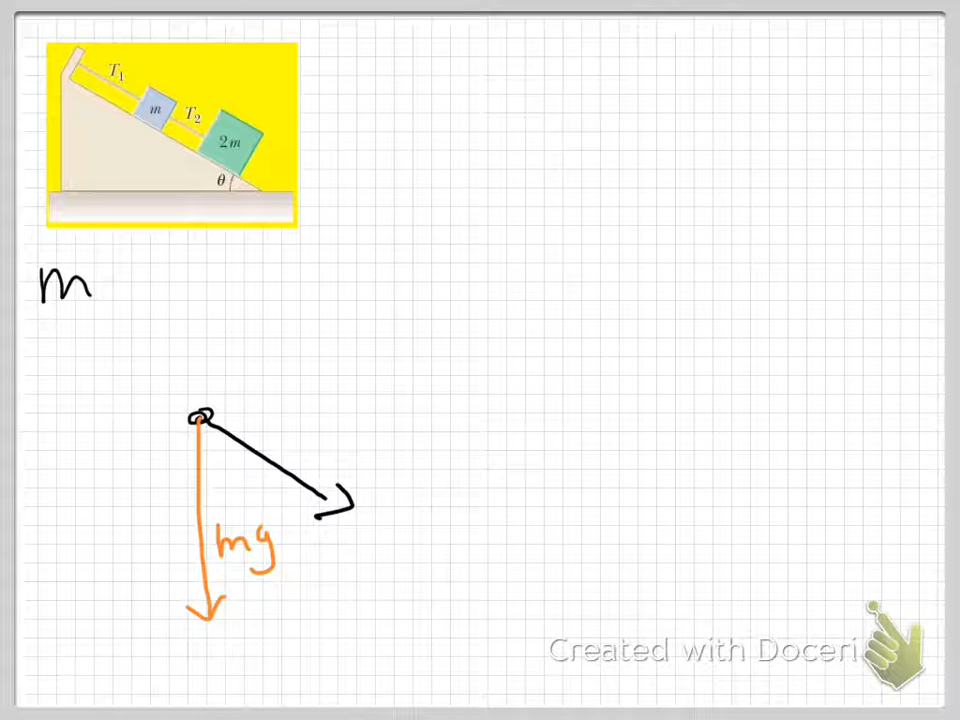 T₁
m
T₂
2m
θ
m
mg
Created with Doceri